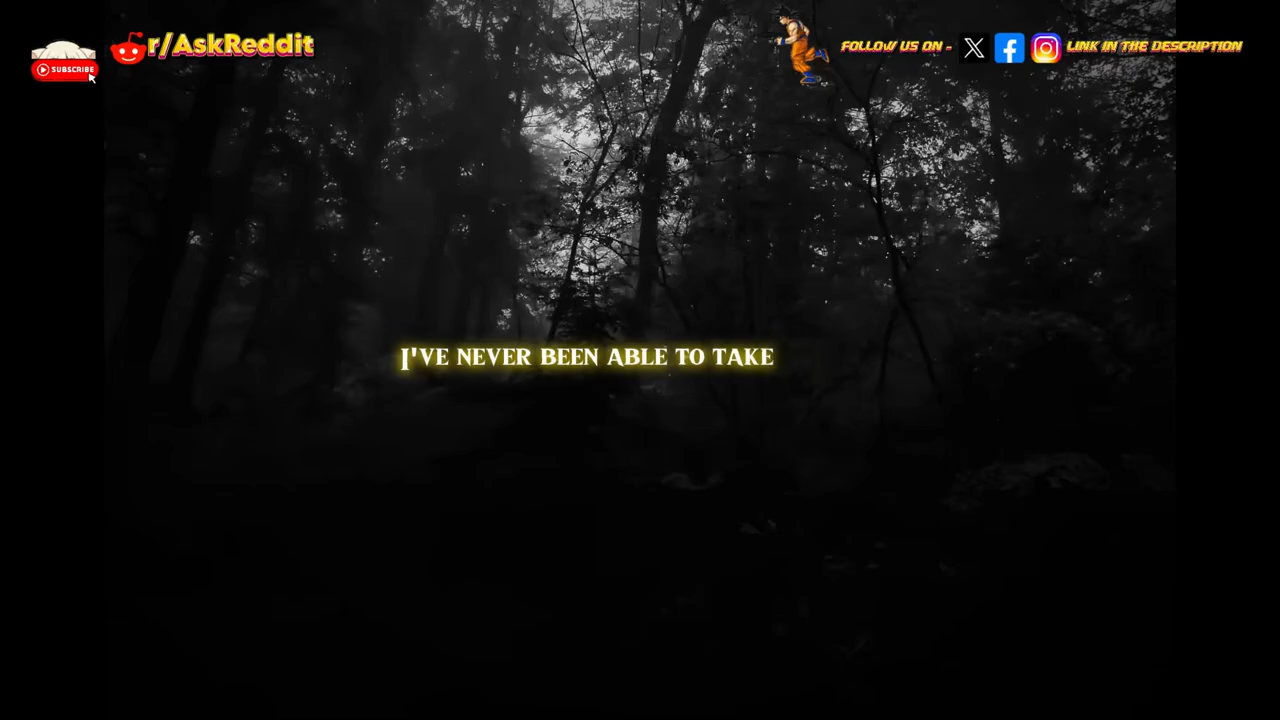 r/AskReddit
SUBSCRIBE
FOLLOW US ON -
LINK IN THE DESCRIPTION
I'VE NEVER BEEN ABLE TO TAKE